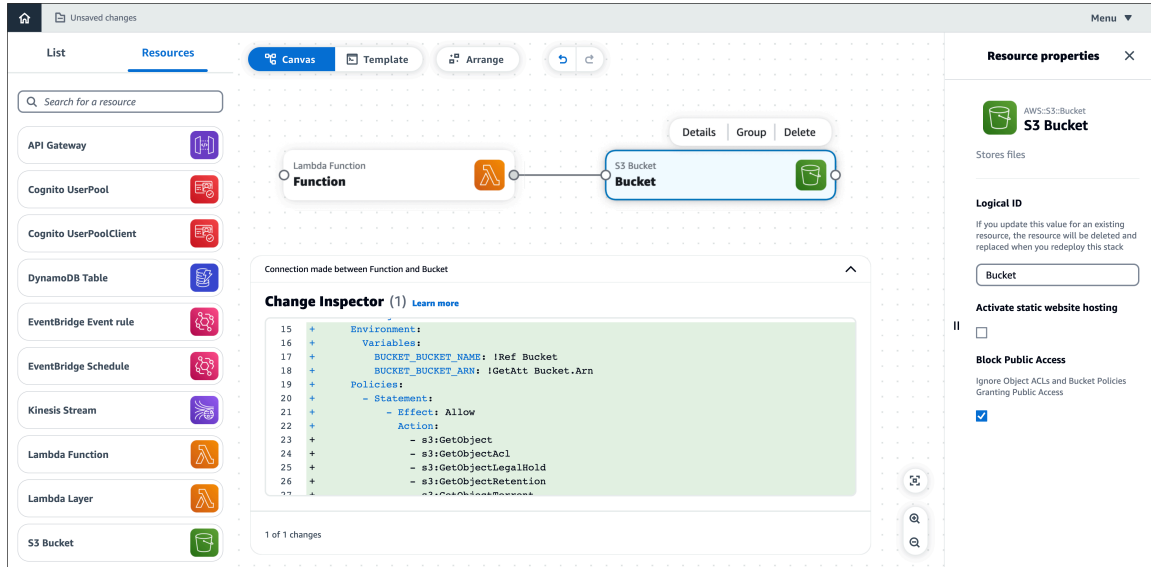 Unsaved changes
Menu ▼
List Resources
Search for a resource
API Gateway
Cognito UserPool
Cognito UserPoolClient
DynamoDB Table
EventBridge Event rule
EventBridge Schedule
Kinesis Stream
Lambda Function
Lambda Layer
S3 Bucket
Canvas Template Arrange
Details Group Delete
Lambda Function
Function
S3 Bucket
Bucket
Connection made between Function and Bucket
Change Inspector (1) Learn more
15 + Environment:
16 + Variables:
17 + BUCKET_BUCKET_NAME: !Ref Bucket
18 + BUCKET_BUCKET_ARN: !GetAtt Bucket.Arn
19 + Policies:
20 + - Statement:
21 + - Effect: Allow
22 + Action:
23 + - s3:GetObject
24 + - s3:GetObjectAcl
25 + - s3:GetObjectLegalHold
26 + - s3:GetObjectRetention
27 + - s3:GetObjectTorrent
1 of 1 changes
Resource properties
AWS::S3::Bucket
S3 Bucket
Stores files
Logical ID
If you update this value for an existing
resource, the resource will be deleted and
replaced when you redeploy this stack
Bucket
Activate static website hosting
Block Public Access
Ignore Object ACLs and Bucket Policies
Granting Public Access